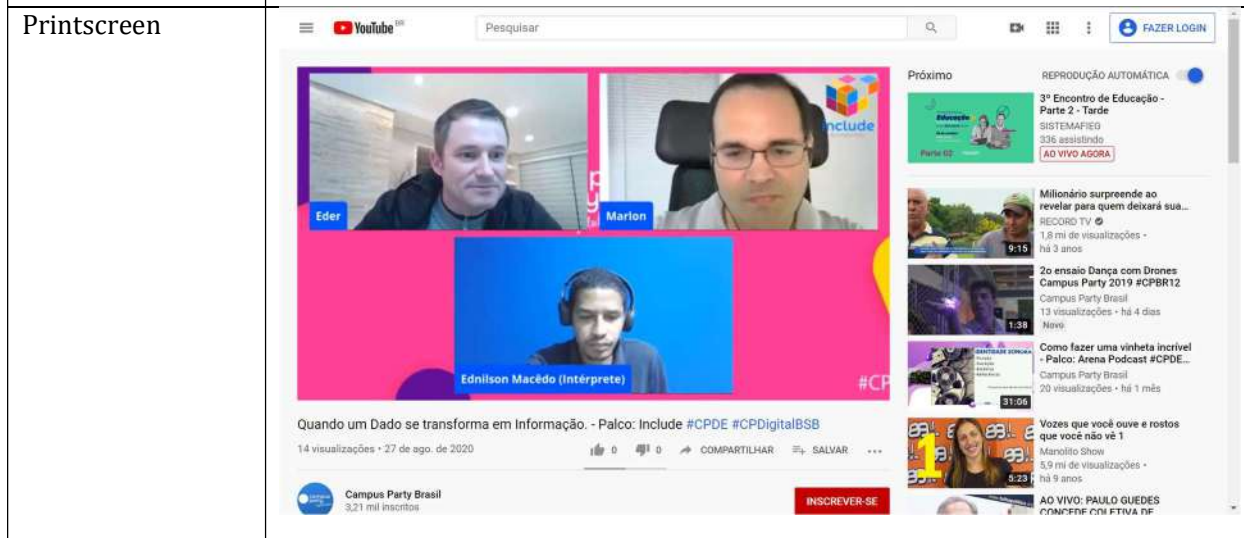 Printscreen
YouTube BR
Pesquisar
FAZER LOGIN
include
Eder
Marlon
Ednilson Macêdo (Intérprete)
#CP
Quando um Dado se transforma em Informação. - Palco: Include #CPDE #CPDigitalBSB
14 visualizações • 27 de ago. de 2020
0
0
COMPARTILHAR
SALVAR
Campus Party Brasil
3,21 mil inscritos
INSCREVER-SE
Próximo
REPRODUÇÃO AUTOMÁTICA
Educação
Parte 02
3º Encontro de Educação -
Parte 2 - Tarde
SISTEMAFIEG
336 assistindo
AO VIVO AGORA
9:15
Milionário surpreende ao
revelar para quem deixará sua...
RECORD TV
1,8 mi de visualizações •
há 3 anos
1:38
2o ensaio Dança com Drones
Campus Party 2019 #CPBR12
Campus Party Brasil
13 visualizações • há 4 dias
Novo
IDENTIDADE SONORA
31:06
Como fazer uma vinheta incrível
- Palco: Arena Podcast #CPDE...
Campus Party Brasil
20 visualizações • há 1 mês
1
5:23
Vozes que você ouve e rostos
que você não vê 1
Manolito Show
5,9 mi de visualizações •
há 9 anos
AO VIVO: PAULO GUEDES
CONCEDE COLETIVA DE